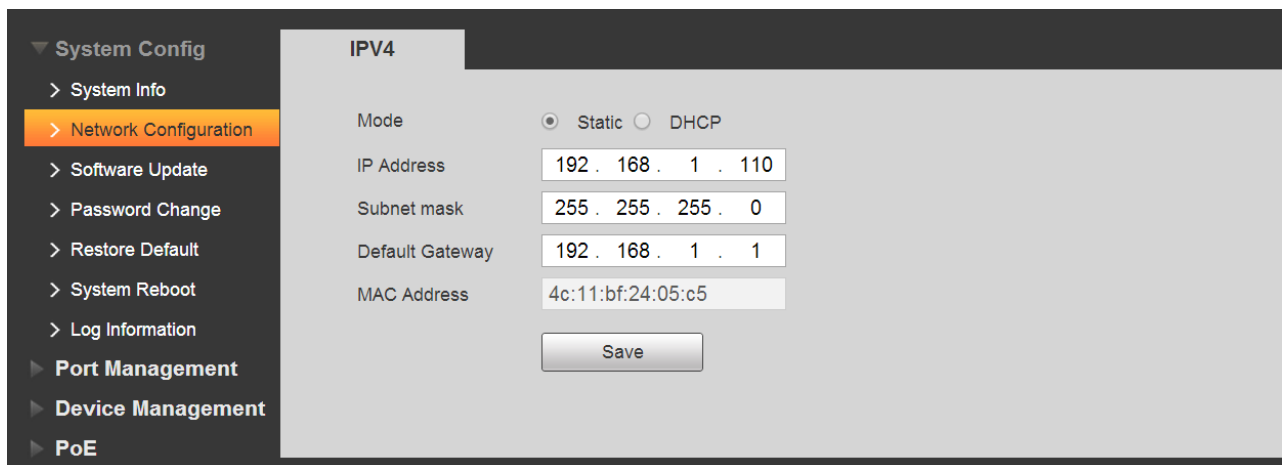 System Config
System Info
Network Configuration
Software Update
Password Change
Restore Default
System Reboot
Log Information
Port Management
Device Management
PoE
IPV4
Mode Static DHCP
IP Address 192 . 168 . 1 . 110
Subnet mask 255 . 255 . 255 . 0
Default Gateway 192 . 168 . 1 . 1
MAC Address 4c:11:bf:24:05:c5
Save